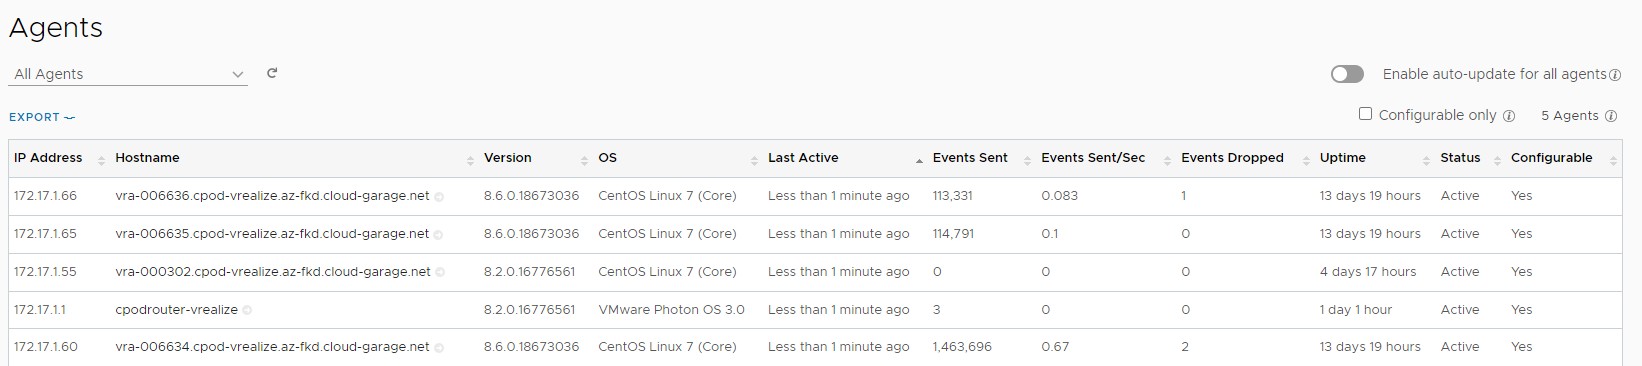 Agents
All Agents
Enable auto-update for all agents
EXPORT
Configurable only 5 Agents
IP Address Hostname Version OS Last Active Events Sent Events Sent/Sec Events Dropped Uptime Status Configurable
172.17.1.66 vra-006636.cpod-vrealize.az-fkd.cloud-garage.net 8.6.0.18673036 CentOS Linux 7 (Core) Less than 1 minute ago 113,331 0.083 1 13 days 19 hours Active Yes
172.17.1.65 vra-006635.cpod-vrealize.az-fkd.cloud-garage.net 8.6.0.18673036 CentOS Linux 7 (Core) Less than 1 minute ago 114,791 0.1 0 13 days 19 hours Active Yes
172.17.1.55 vra-000302.cpod-vrealize.az-fkd.cloud-garage.net 8.2.0.16776561 CentOS Linux 7 (Core) Less than 1 minute ago 0 0 0 4 days 17 hours Active Yes
172.17.1.1 cpodrouter-vrealize 8.2.0.16776561 VMware Photon OS 3.0 Less than 1 minute ago 3 0 0 1 day 1 hour Active Yes
172.17.1.60 vra-006634.cpod-vrealize.az-fkd.cloud-garage.net 8.6.0.18673036 CentOS Linux 7 (Core) Less than 1 minute ago 1,463,696 0.67 2 13 days 19 hours Active Yes